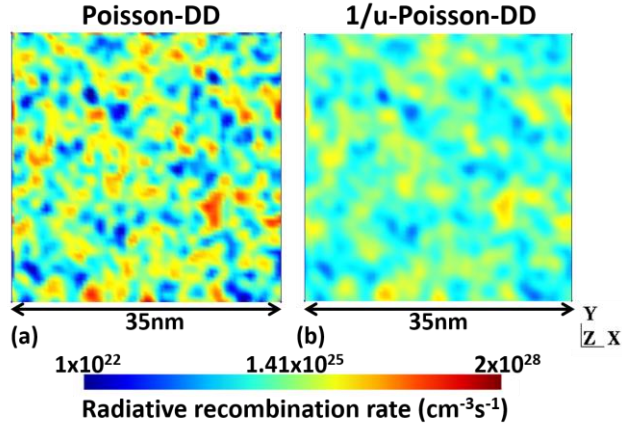 Poisson-DD 1/u-Poisson-DD
35nm 35nm
(a) (b)
Y
Z X
1x10²² 1.41x10²⁵ 2x10²⁸
Radiative recombination rate (cm⁻³s⁻¹)